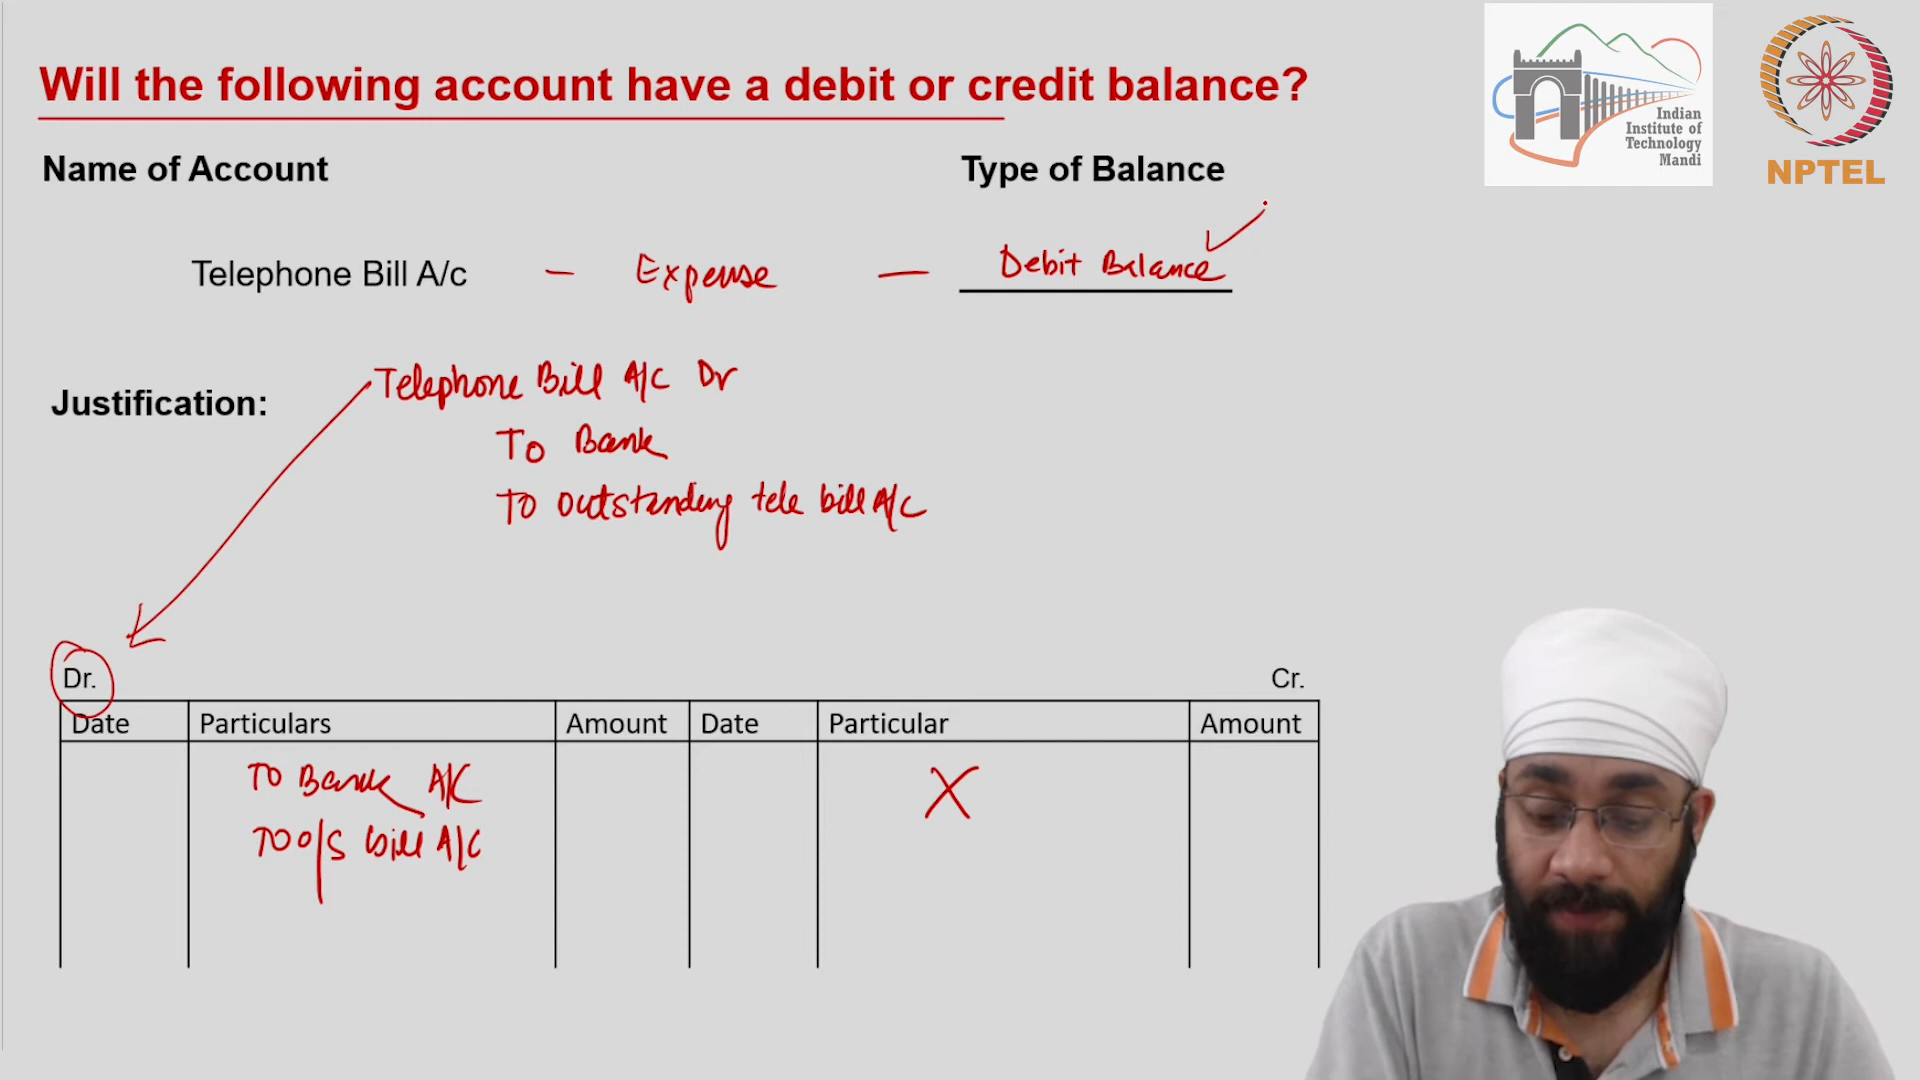 Will the following account have a debit or credit balance?
Indian
Institute of
Technology
Mandi
NPTEL
Name of Account
Type of Balance
Telephone Bill A/c – Expense – Debit Balance
Justification:
Telephone Bill A/C Dr
To Bank
To outstanding tele bill A/C
Dr.
Cr.
Date Particulars Amount Date Particular Amount
To Bank A/C
X
To o/s bill A/C